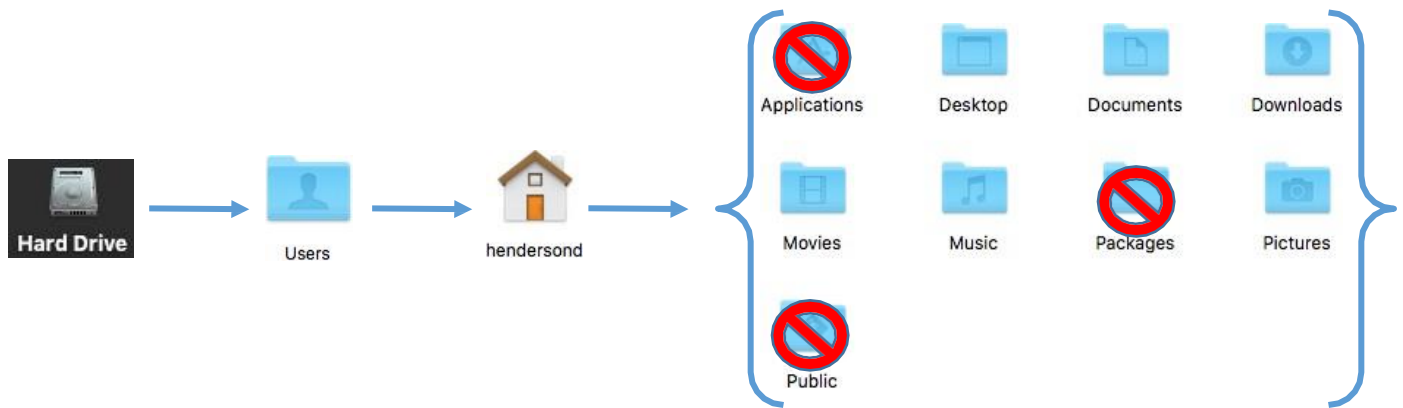 Applications
Desktop
Documents
Downloads
Hard Drive
Users
hendersond
Movies
Music
Packages
Pictures
Public